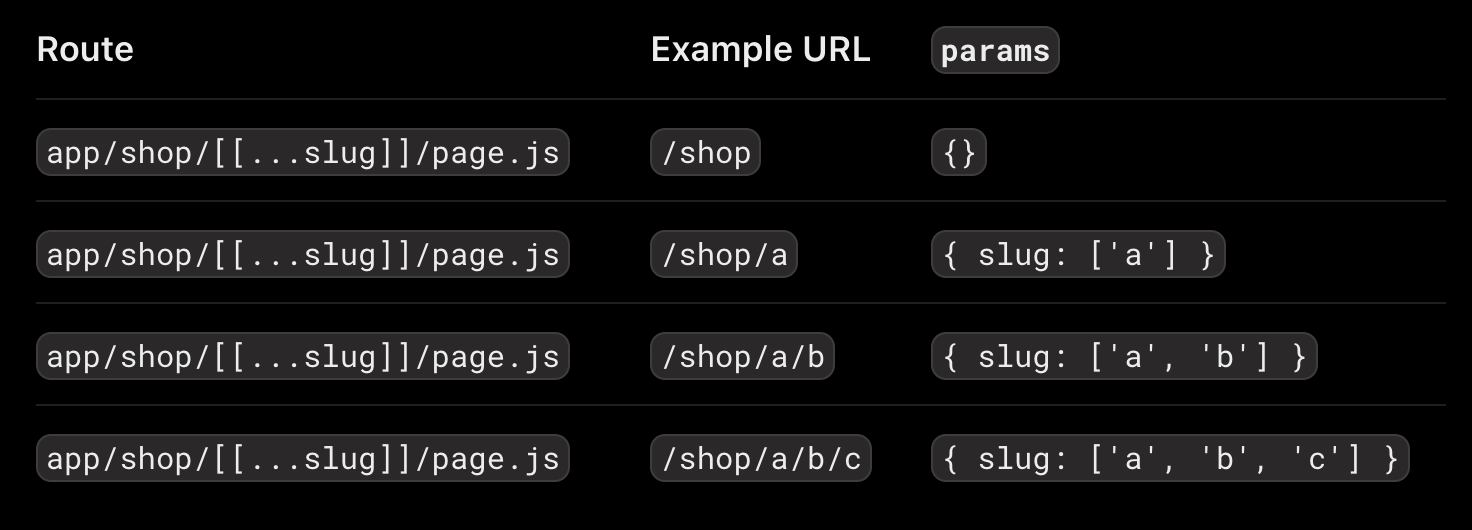 Route Example URL params
app/shop/[[...slug]]/page.js /shop {}
app/shop/[[...slug]]/page.js /shop/a { slug: ['a'] }
app/shop/[[...slug]]/page.js /shop/a/b { slug: ['a', 'b'] }
app/shop/[[...slug]]/page.js /shop/a/b/c { slug: ['a', 'b', 'c'] }